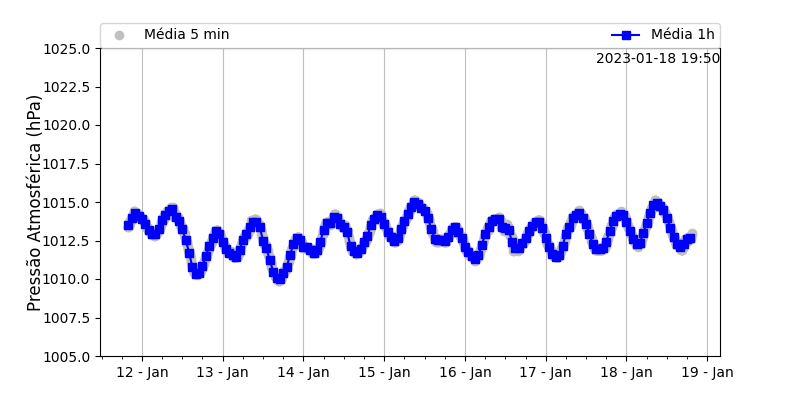 Média 5 min
Média 1h
2023-01-18 19:50
Pressão Atmosférica (hPa)
1025.0
1022.5
1020.0
1017.5
1015.0
1012.5
1010.0
1007.5
1005.0
12 - Jan
13 - Jan
14 - Jan
15 - Jan
16 - Jan
17 - Jan
18 - Jan
19 - Jan